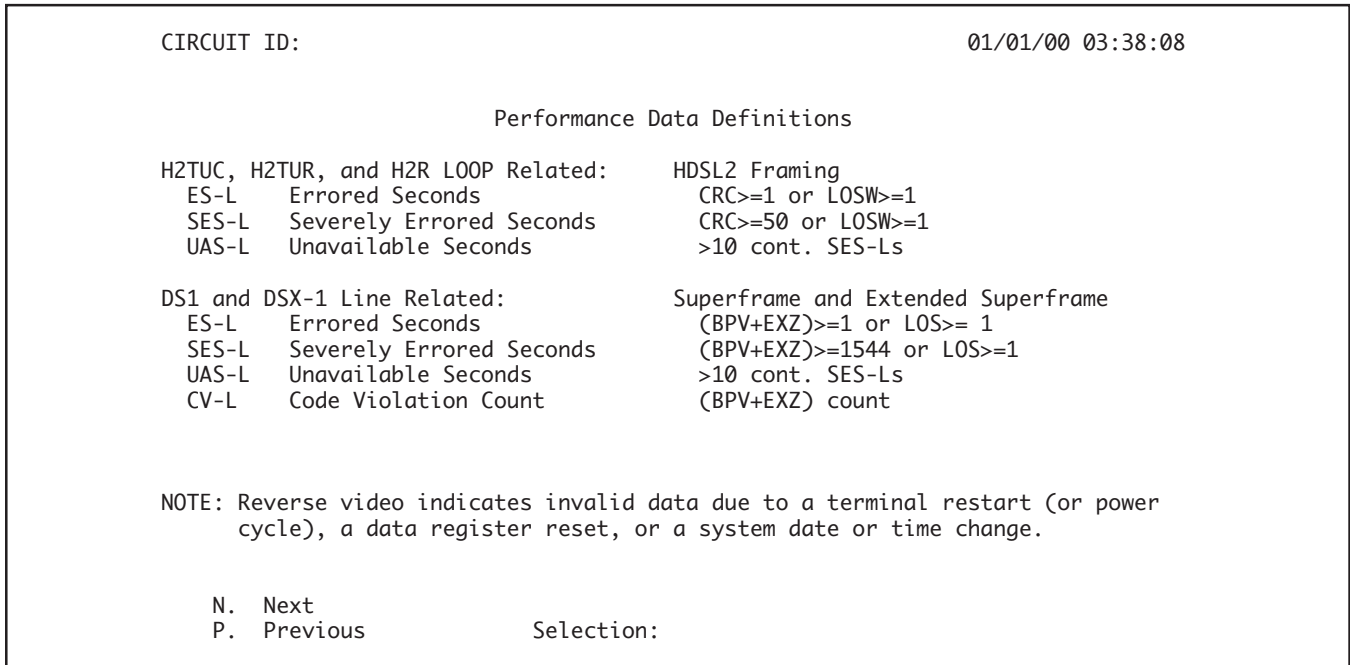 CIRCUIT ID: 01/01/00 03:38:08
Performance Data Definitions
H2TUC, H2TUR, and H2R LOOP Related: HDSL2 Framing
ES-L Errored Seconds CRC>=1 or LOSW>=1
SES-L Severely Errored Seconds CRC>=50 or LOSW>=1
UAS-L Unavailable Seconds >10 cont. SES-Ls
DS1 and DSX-1 Line Related: Superframe and Extended Superframe
ES-L Errored Seconds (BPV+EXZ)>=1 or LOS>= 1
SES-L Severely Errored Seconds (BPV+EXZ)>=1544 or LOS>=1
UAS-L Unavailable Seconds >10 cont. SES-Ls
CV-L Code Violation Count (BPV+EXZ) count
NOTE: Reverse video indicates invalid data due to a terminal restart (or power
cycle), a data register reset, or a system date or time change.
N. Next
P. Previous Selection: